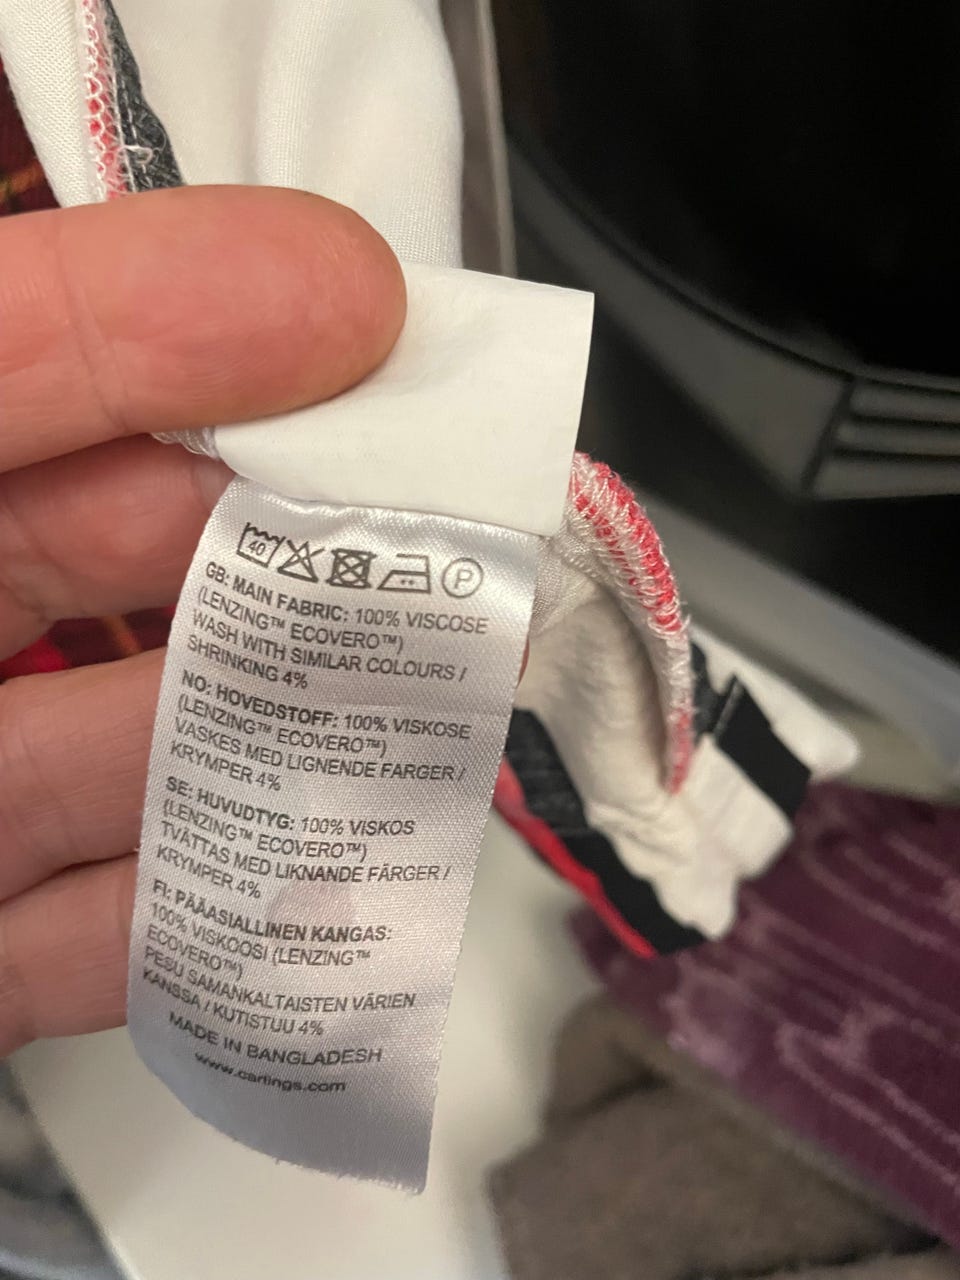 40 P
GB: MAIN FABRIC: 100% VISCOSE
(LENZING™ ECOVERO™)
WASH WITH SIMILAR COLOURS /
SHRINKING 4%
NO: HOVEDSTOFF: 100% VISKOSE
(LENZING™ ECOVERO™)
VASKES MED LIGNENDE FARGER /
KRYMPER 4%
SE: HUVUDTYG: 100% VISKOS
(LENZING™ ECOVERO™)
TVÄTTAS MED LIKNANDE FÄRGER /
KRYMPER 4%
FI: PÄÄASIALLINEN KANGAS:
100% VISKOOSI (LENZING™
ECOVERO™)
PESU SAMANKALTAISTEN VÄRIEN
KANSSA / KUTISTUU 4%
MADE IN BANGLADESH
www.carlings.com